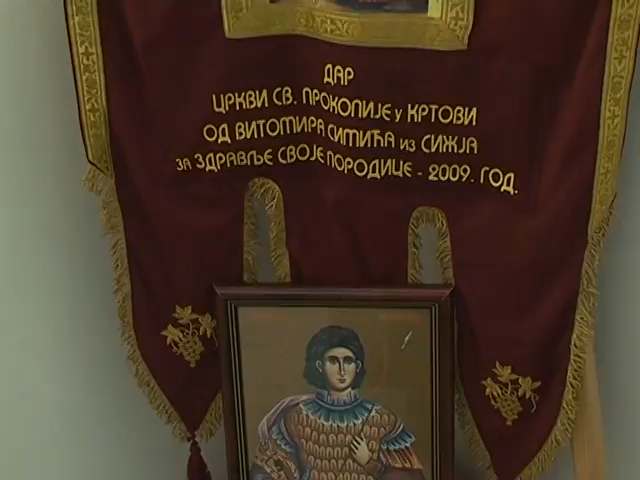 ДАР
ЦРКВИ СВ. ПРОКОПИЈЕ у КРТОВИ
ОД ВИТОМИРА СИМИЋА из СИЖЈА
ЗА ЗДРАВЉЕ СВОЈЕ ПОРОДИЦЕ - 2009. ГОД.